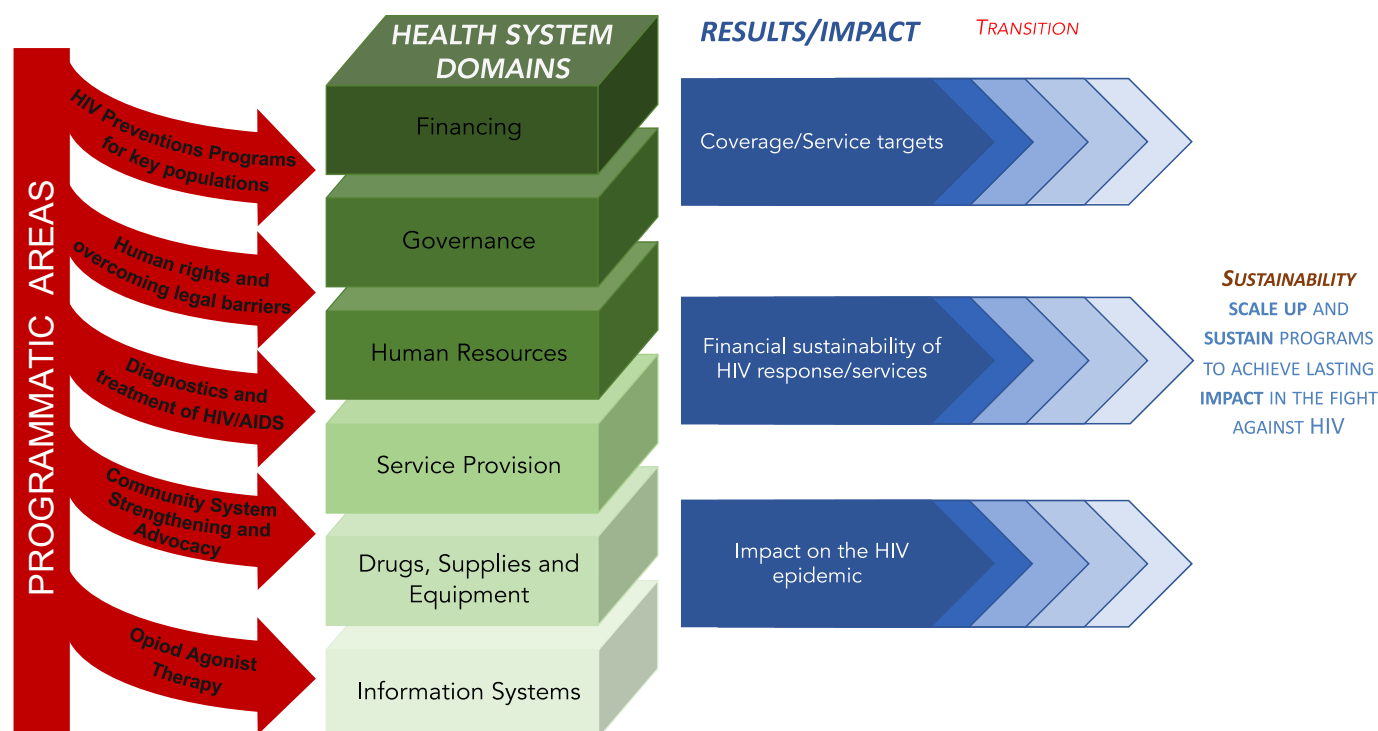 PROGRAMMATIC AREAS
HIV Preventions Programs
for key populations
Human rights and
overcoming legal barriers
Diagnostics and
treatment of HIV/AIDS
Community System
Strengthening and
Advocacy
Opiod Agonist
Therapy
HEALTH SYSTEM
DOMAINS
Financing
Governance
Human Resources
Service Provision
Drugs, Supplies and
Equipment
Information Systems
RESULTS/IMPACT
TRANSITION
Coverage/Service targets
Financial sustainability of
HIV response/services
Impact on the HIV
epidemic
SUSTAINABILITY
SCALE UP AND
SUSTAIN PROGRAMS
TO ACHIEVE LASTING
IMPACT IN THE FIGHT
AGAINST HIV